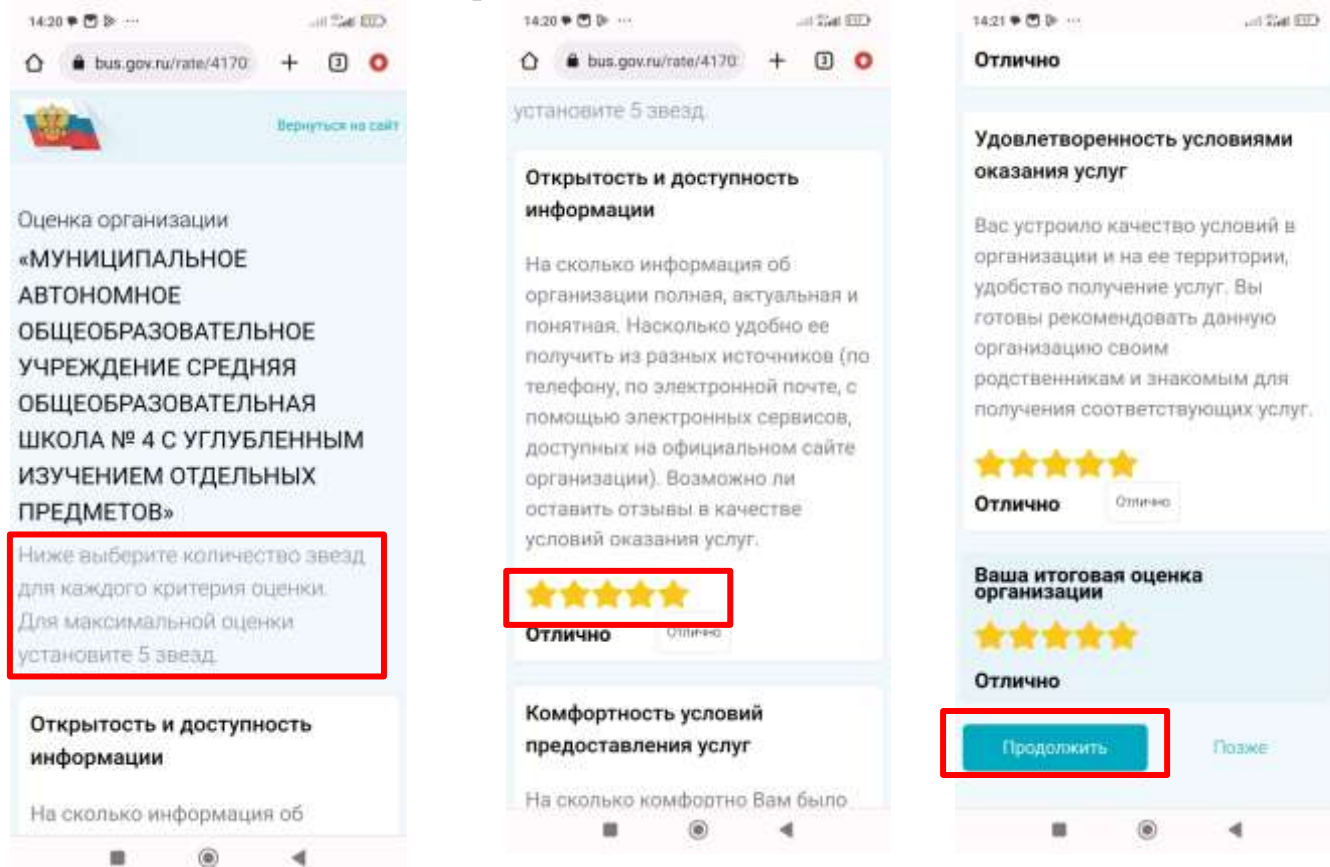 14:20
bus.gov.ru/rate/4170
3
Вернуться на сайт
Оценка организации
«МУНИЦИПАЛЬНОЕ
АВТОНОМНОЕ
ОБЩЕОБРАЗОВАТЕЛЬНОЕ
УЧРЕЖДЕНИЕ СРЕДНЯЯ
ОБЩЕОБРАЗОВАТЕЛЬНАЯ
ШКОЛА № 4 С УГЛУБЛЕННЫМ
ИЗУЧЕНИЕМ ОТДЕЛЬНЫХ
ПРЕДМЕТОВ»
Ниже выберите количество звезд
для каждого критерия оценки.
Для максимальной оценки
установите 5 звезд.
Открытость и доступность
информации
На сколько информация об
14:20
bus.gov.ru/rate/4170
3
установите 5 звезд.
Открытость и доступность
информации
На сколько информация об
организации полная, актуальная и
понятная. Насколько удобно ее
получить из разных источников (по
телефону, по электронной почте, с
помощью электронных сервисов,
доступных на официальном сайте
организации). Возможно ли
оставить отзывы в качестве
условий оказания услуг.
Отлично
Отлично
Комфортность условий
предоставления услуг
На сколько комфортно Вам было
14:21
Отлично
Удовлетворенность условиями
оказания услуг
Вас устроило качество условий в
организации и на ее территории,
удобство получение услуг. Вы
готовы рекомендовать данную
организацию своим
родственникам и знакомым для
получения соответствующих услуг.
Отлично
Отлично
Ваша итоговая оценка
организации
Отлично
Продолжить
Позже